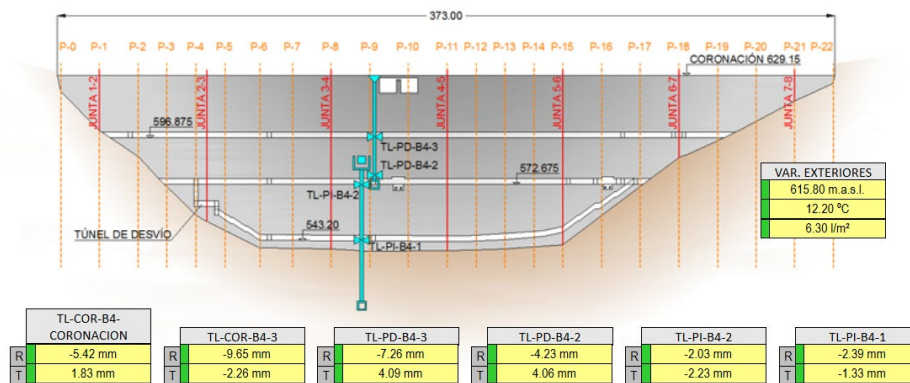 373.00
P-0 P-1 P-2 P-3 P-4 P-5 P-6 P-7 P-8 P-9 P-10 P-11 P-12 P-13 P-14 P-15 P-16 P-17 P-18 P-19 P-20 P-21 P-22
CORONACIÓN 629.15
JUNTA 1-2
JUNTA 2-3
JUNTA 3-4
JUNTA 4-5
JUNTA 5-6
JUNTA 6-7
JUNTA 7-8
596.875
TL-PD-B4-3
TL-PD-B4-2
572.675
TL-PI-B4-2
VAR. EXTERIORES
615.80 m.a.s.l.
12.20 ºC
6.30 l/m²
543.20
TÚNEL DE DESVÍO
TL-PI-B4-1
TL-COR-B4-
CORONACION
R -5.42 mm
T 1.83 mm
TL-COR-B4-3
R -9.65 mm
T -2.26 mm
TL-PD-B4-3
R -7.26 mm
T 4.09 mm
TL-PD-B4-2
R -4.23 mm
T 4.06 mm
TL-PI-B4-2
R -2.03 mm
T -2.23 mm
TL-PI-B4-1
R -2.39 mm
T -1.33 mm